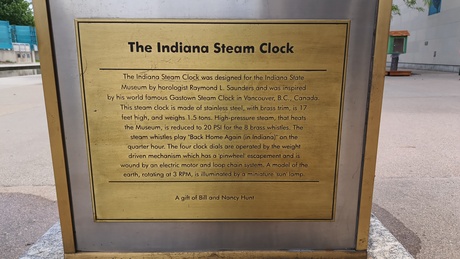 The Indiana Steam Clock
The Indiana Steam Clock was designed for the Indiana State
Museum by horologist Raymond L. Saunders and was inspired
by his world famous Gastown Steam Clock in Vancouver, B.C., Canada.
This steam clock is made of stainless steel, with brass trim, is 17
feet high, and weighs 1.5 tons. High-pressure steam, that heats
the Museum, is reduced to 20 PSI for the 8 brass whistles. The
steam whistles play "Back Home Again (in Indiana)" on the
quarter hour. The four clock dials are operated by the weight
driven mechanism which has a 'pinwheel' escapement and is
wound by an electric motor and loop chain system. A model of the
earth, rotating at 3 RPM, is illuminated by a miniature sun lamp.
A gift of Bill and Nancy Hunt